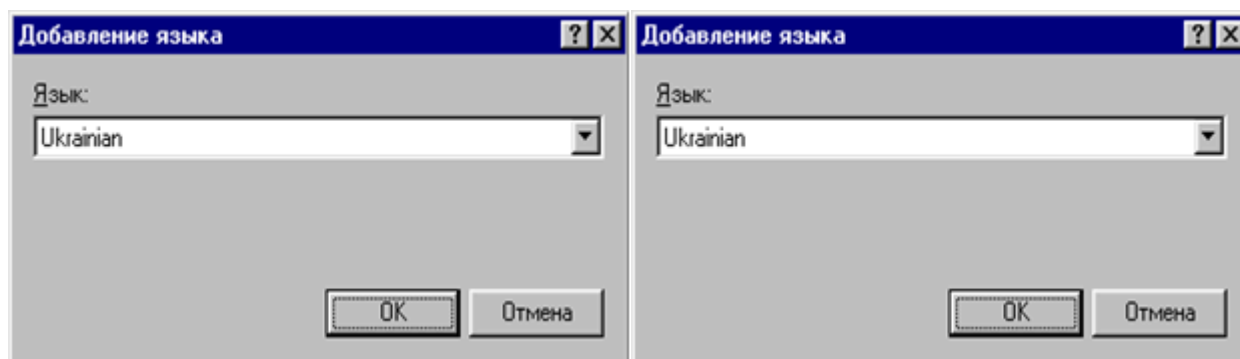 Добавление языка
Язык:
Ukrainian
OK
Отмена
Добавление языка
Язык:
Ukrainian
OK
Отмена